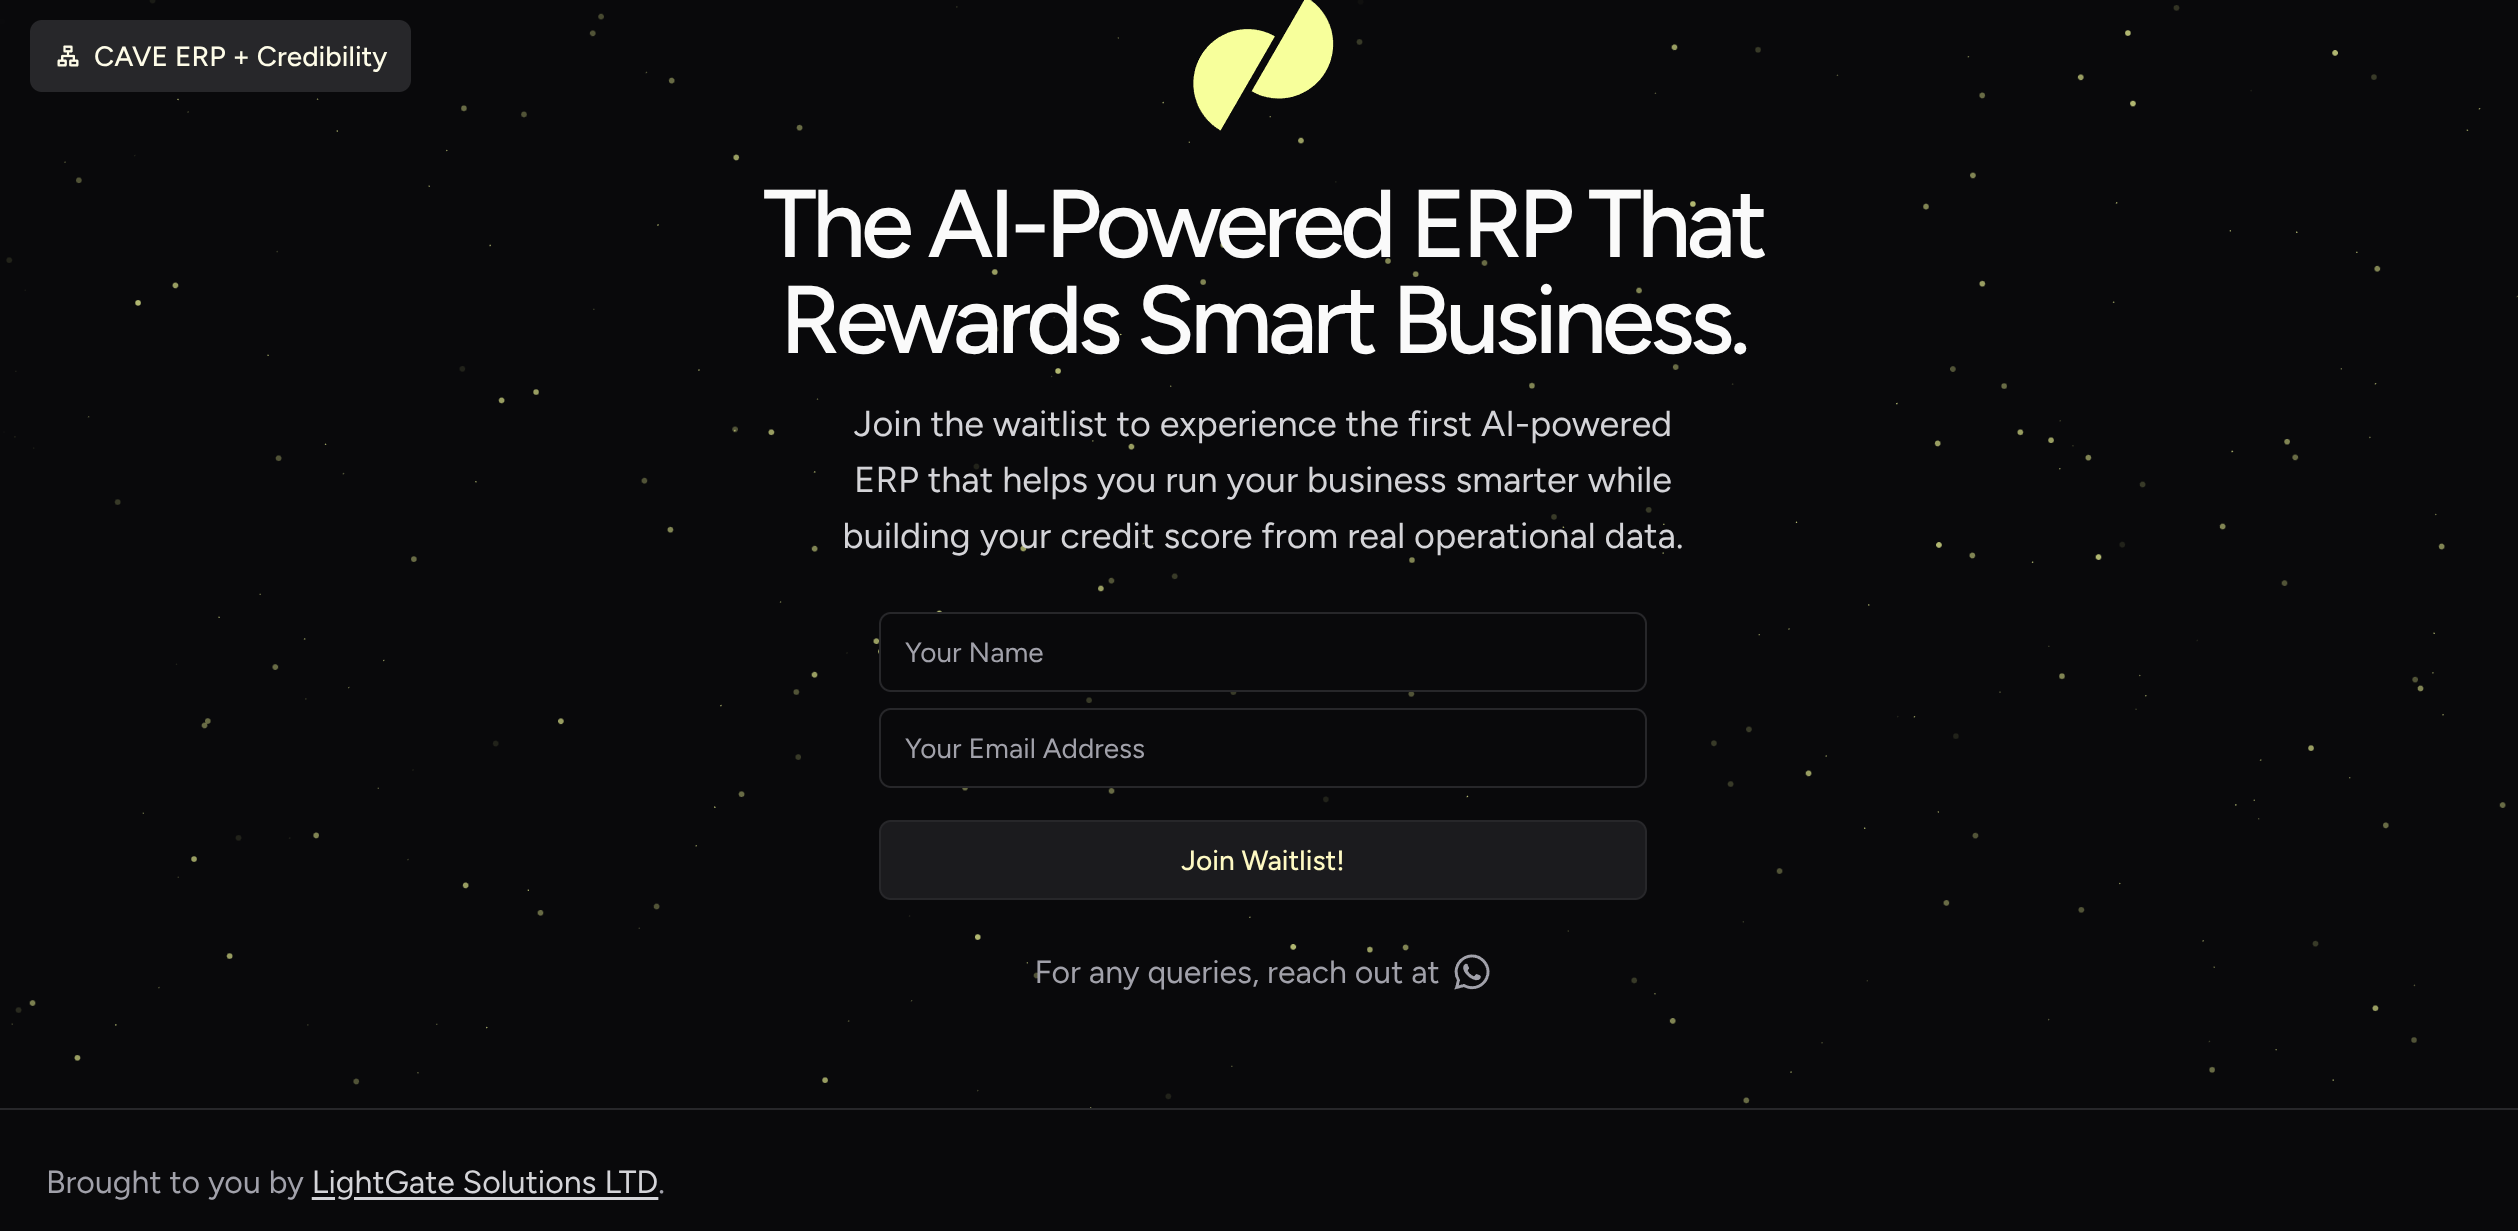 CAVE ERP + Credibility
The AI-Powered ERP That
Rewards Smart Business.
Join the waitlist to experience the first AI-powered
ERP that helps you run your business smarter while
building your credit score from real operational data.
Your Name
Your Email Address
Join Waitlist!
For any queries, reach out at
Brought to you by LightGate Solutions LTD.